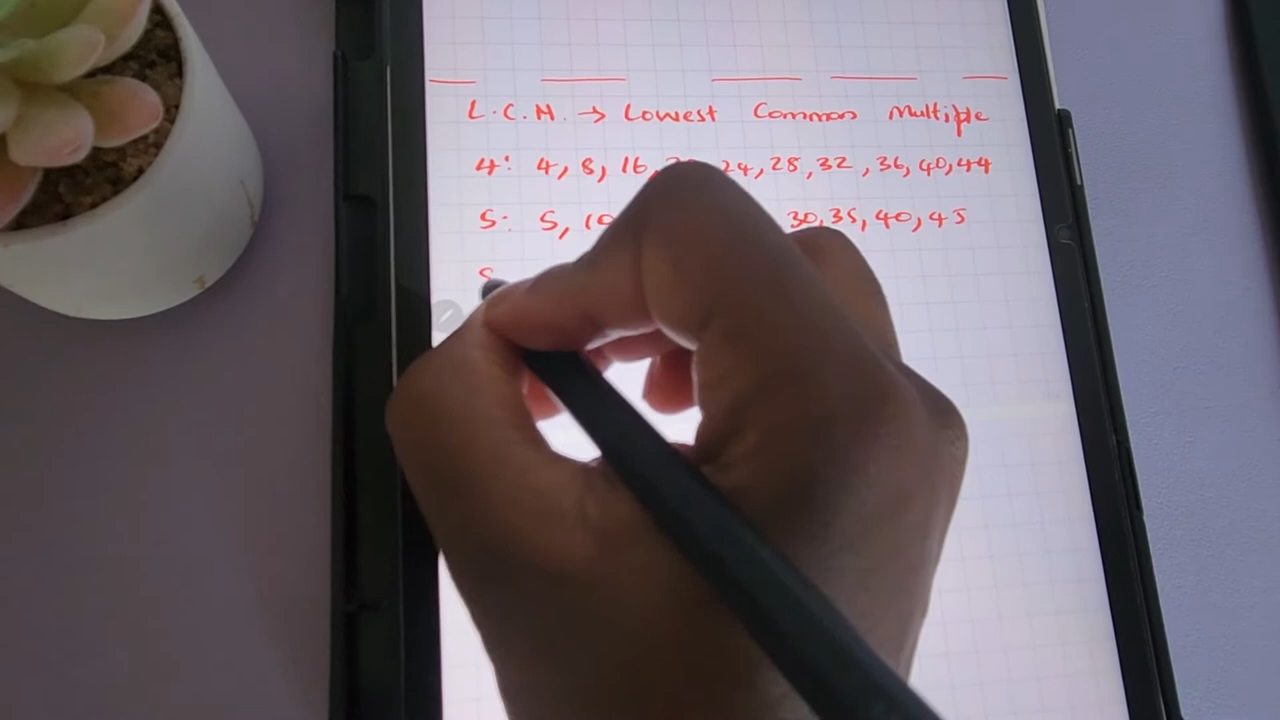 L.C.M. → Lowest Common Multiple
4: 4, 8, 16, 24, 28, 32, 36, 40, 44
5: 5, 10 30, 35, 40, 45